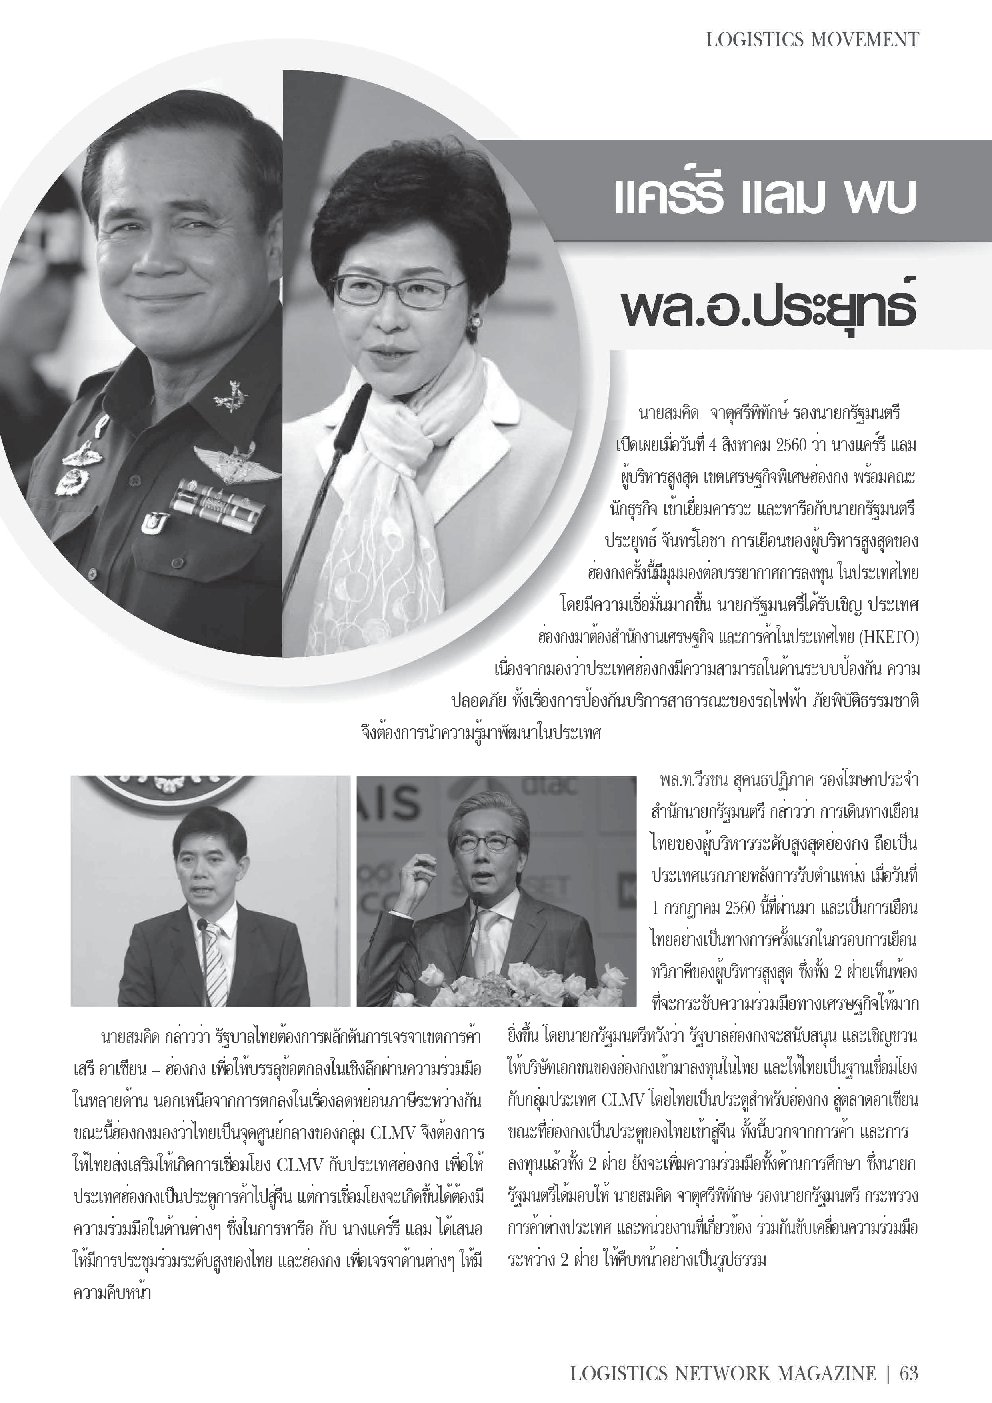 LOGISTICS MOVEMENT
แคร์รี แลม พบ
พล.อ.ประยุทธ์
นายสมคิด จาตุศรีพิทักษ์ รองนายกรัฐมนตรี
เปิดเผยเมื่อวันที่ 4 สิงหาคม 2560 ว่า นางแคร์รี แลม
ผู้บริหารสูงสุด เขตเศรษฐกิจพิเศษฮ่องกง พร้อมคณะ
นักธุรกิจ เข้าเยี่ยมคารวะ และหารือกับนายกรัฐมนตรี
ประยุทธ์ จันทร์โอชา การเยือนของผู้บริหารสูงสุดของ
ฮ่องกงครั้งนี้มีมุมมองต่อบรรยากาศการลงทุน ในประเทศไทย
โดยมีความเชื่อมั่นมากขึ้น นายกรัฐมนตรีได้รับเชิญ ประเทศ
ฮ่องกงมาต้องสำนักงานเศรษฐกิจ และการค้าในประเทศไทย (HKETO)
เนื่องจากมองว่าประเทศฮ่องกงมีความสามารถในด้านระบบป้องกัน ความ
ปลอดภัย ทั้งเรื่องการป้องกันบริการสาธารณะของรถไฟฟ้า ภัยพิบัติธรรมชาติ
จึงต้องการนำความรู้มาพัฒนาในประเทศ
AIS
dtac
SET
พล.ท.วีรชน สุคนธปฏิภาค รองโฆษกประจำ
สำนักนายกรัฐมนตรี กล่าวว่า การเดินทางเยือน
ไทยของผู้บริหารระดับสูงสุดฮ่องกง ถือเป็น
ประเทศแรกภายหลังการรับตำแหน่ง เมื่อวันที่
1 กรกฎาคม 2560 นี้ที่ผ่านมา และเป็นการเยือน
ไทยอย่างเป็นทางการครั้งแรกในกรอบการเยือน
ทวิภาคีของผู้บริหารสูงสุด ซึ่งทั้ง 2 ฝ่ายเห็นพ้อง
ที่จะกระชับความร่วมมือทางเศรษฐกิจให้มาก
นายสมคิด กล่าวว่า รัฐบาลไทยต้องการผลักดันการเจรจาเขตการค้า
เสรี อาเซียน – ฮ่องกง เพื่อให้บรรลุข้อตกลงในเชิงลึกผ่านความร่วมมือ
ในหลายด้าน นอกเหนือจากการตกลงในเรื่องลดหย่อนภาษีระหว่างกัน
ขณะนี้ฮ่องกงมองว่าไทยเป็นจุดศูนย์กลางของกลุ่ม CLMV จึงต้องการ
ให้ไทยส่งเสริมให้เกิดการเชื่อมโยง CLMV กับประเทศฮ่องกง เพื่อให้
ประเทศฮ่องกงเป็นประตูการค้าไปสู่จีน แต่การเชื่อมโยงจะเกิดขึ้นได้ต้องมี
ความร่วมมือในด้านต่างๆ ซึ่งในการหารือ กับ นางแคร์รี แลม ได้เสนอ
ให้มีการประชุมร่วมระดับสูงของไทย และฮ่องกง เพื่อเจรจาด้านต่างๆ ให้มี
ความคืบหน้า
ยิ่งขึ้น โดยนายกรัฐมนตรีหวังว่า รัฐบาลฮ่องกงจะสนับสนุน และเชิญชวน
ให้บริษัทเอกชนของฮ่องกงเข้ามาลงทุนในไทย และให้ไทยเป็นฐานเชื่อมโยง
กับกลุ่มประเทศ CLMV โดยไทยเป็นประตูสำหรับฮ่องกง สู่ตลาดอาเซียน
ขณะที่ฮ่องกงเป็นประตูของไทยเข้าสู่จีน ทั้งนี้บวกจากการค้า และการ
ลงทุนแล้วทั้ง 2 ฝ่าย ยังจะเพิ่มความร่วมมือทั้งด้านการศึกษา ซึ่งนายก
รัฐมนตรีได้มอบให้ นายสมคิด จาตุศรีพิทักษ์ รองนายกรัฐมนตรี กระทรวง
การค้าต่างประเทศ และหน่วยงานที่เกี่ยวข้อง ร่วมกันขับเคลื่อนความร่วมมือ
ระหว่าง 2 ฝ่าย ให้คืบหน้าอย่างเป็นรูปธรรม
LOGISTICS NETWORK MAGAZINE | 63